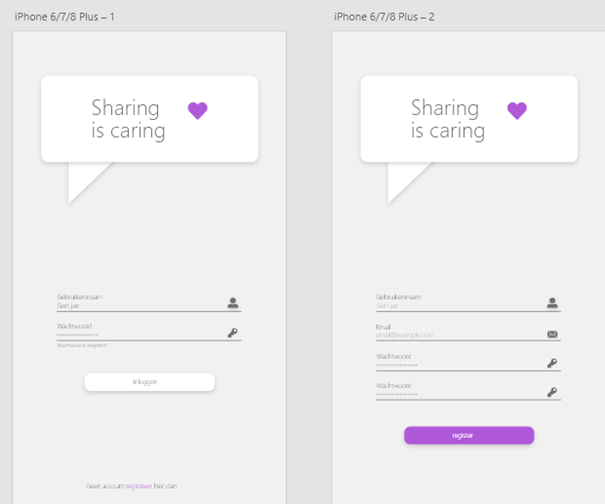 iPhone 6/7/8 Plus – 1
Sharing
is caring
Gebruikersnaam
Gert jan
Wachtwoord
Wachtwoord vergeten?
Inloggen
Geen account registreer hier dan
iPhone 6/7/8 Plus – 2
Sharing
is caring
Gebruikersnaam
Gert jan
Email
email@example.com
Wachtwoord
Wachtwoord
register